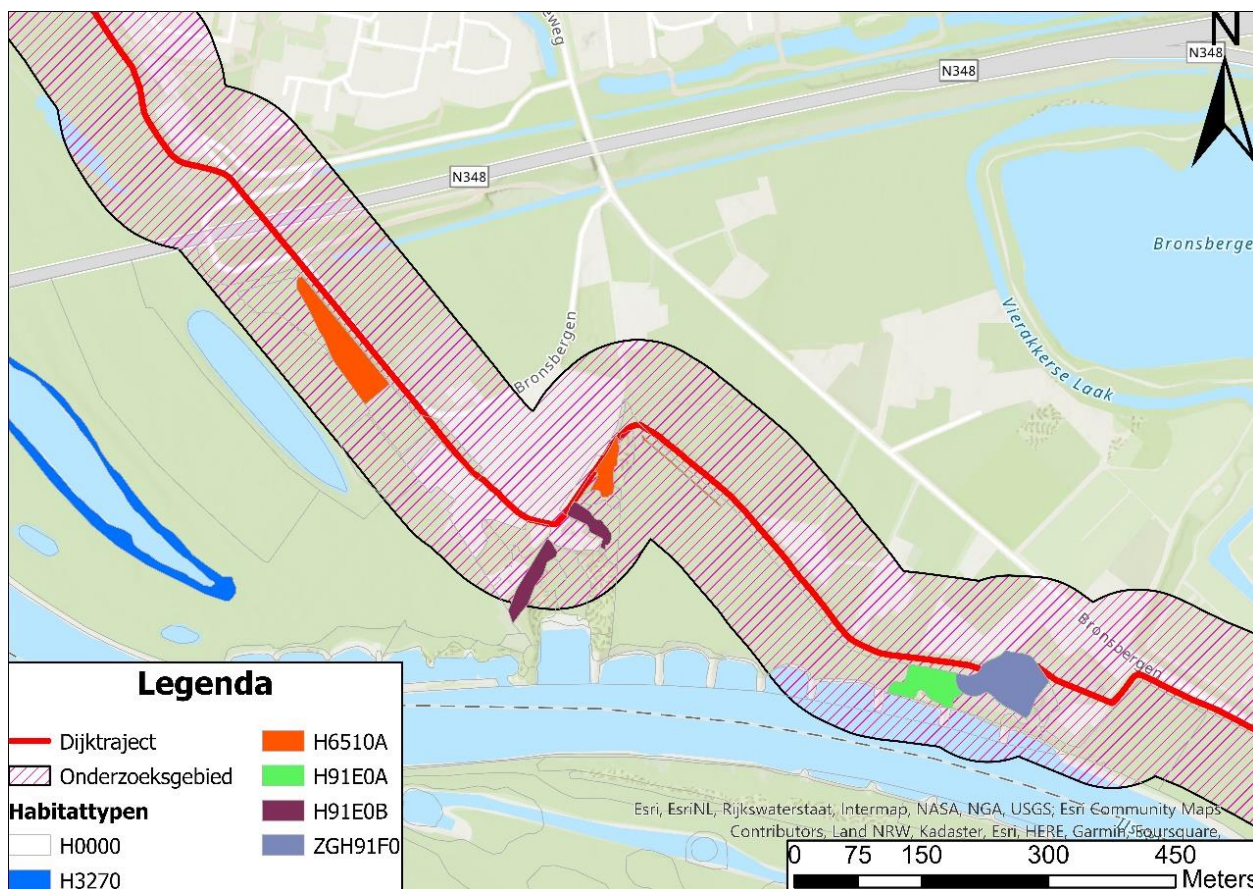 eweg
N
N348
N348
N348
Bronsberge
Bronsbergen
Vierakkerse Laak
Bronsbergen
Legenda
Dijktraject
Onderzoeksgebied
Habitattypen
H0000
H3270
H6510A
H91E0A
H91E0B
ZGH91F0
Esri, EsriNL, Rijkswaterstaat, Intermap, NASA, NGA, USGS; Esri Community Maps
Contributors, Land NRW, Kadaster, Esri, HERE, Garmin, Foursquare,
0 75 150 300 450
Meters